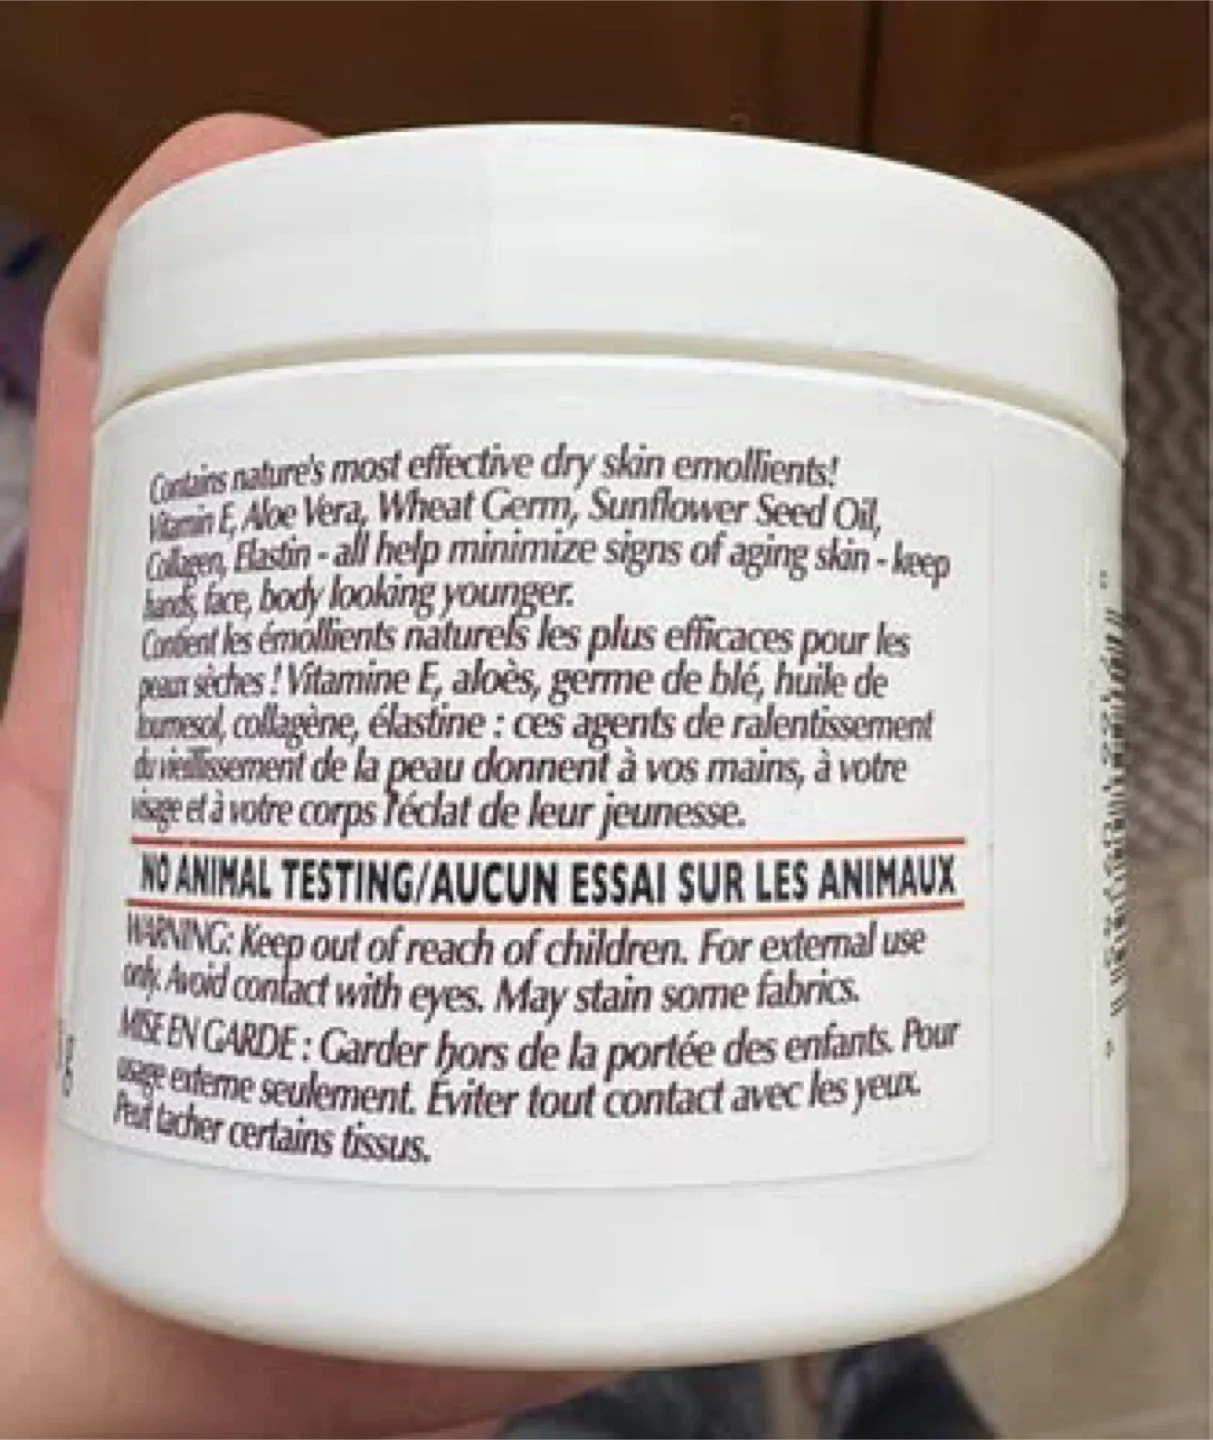 Contains nature's most effective dry skin emollients!
Vitamin E, Aloe Vera, Wheat Germ, Sunflower Seed Oil,
Collagen, Elastin - all help minimize signs of aging skin - keep
hands, face, body looking younger.
Contient les émollients naturels les plus efficaces pour les
peaux sèches ! Vitamine E, aloès, germe de blé, huile de
tournesol, collagène, élastine : ces agents de ralentissement
du vieillissement de la peau donnent à vos mains, à votre
visage et à votre corps l'éclat de leur jeunesse.
NO ANIMAL TESTING/AUCUN ESSAI SUR LES ANIMAUX
WARNING: Keep out of reach of children. For external use
only. Avoid contact with eyes. May stain some fabrics.
MISE EN GARDE : Garder hors de la portée des enfants. Pour
usage externe seulement. Éviter tout contact avec les yeux.
Peut tacher certains tissus.
g